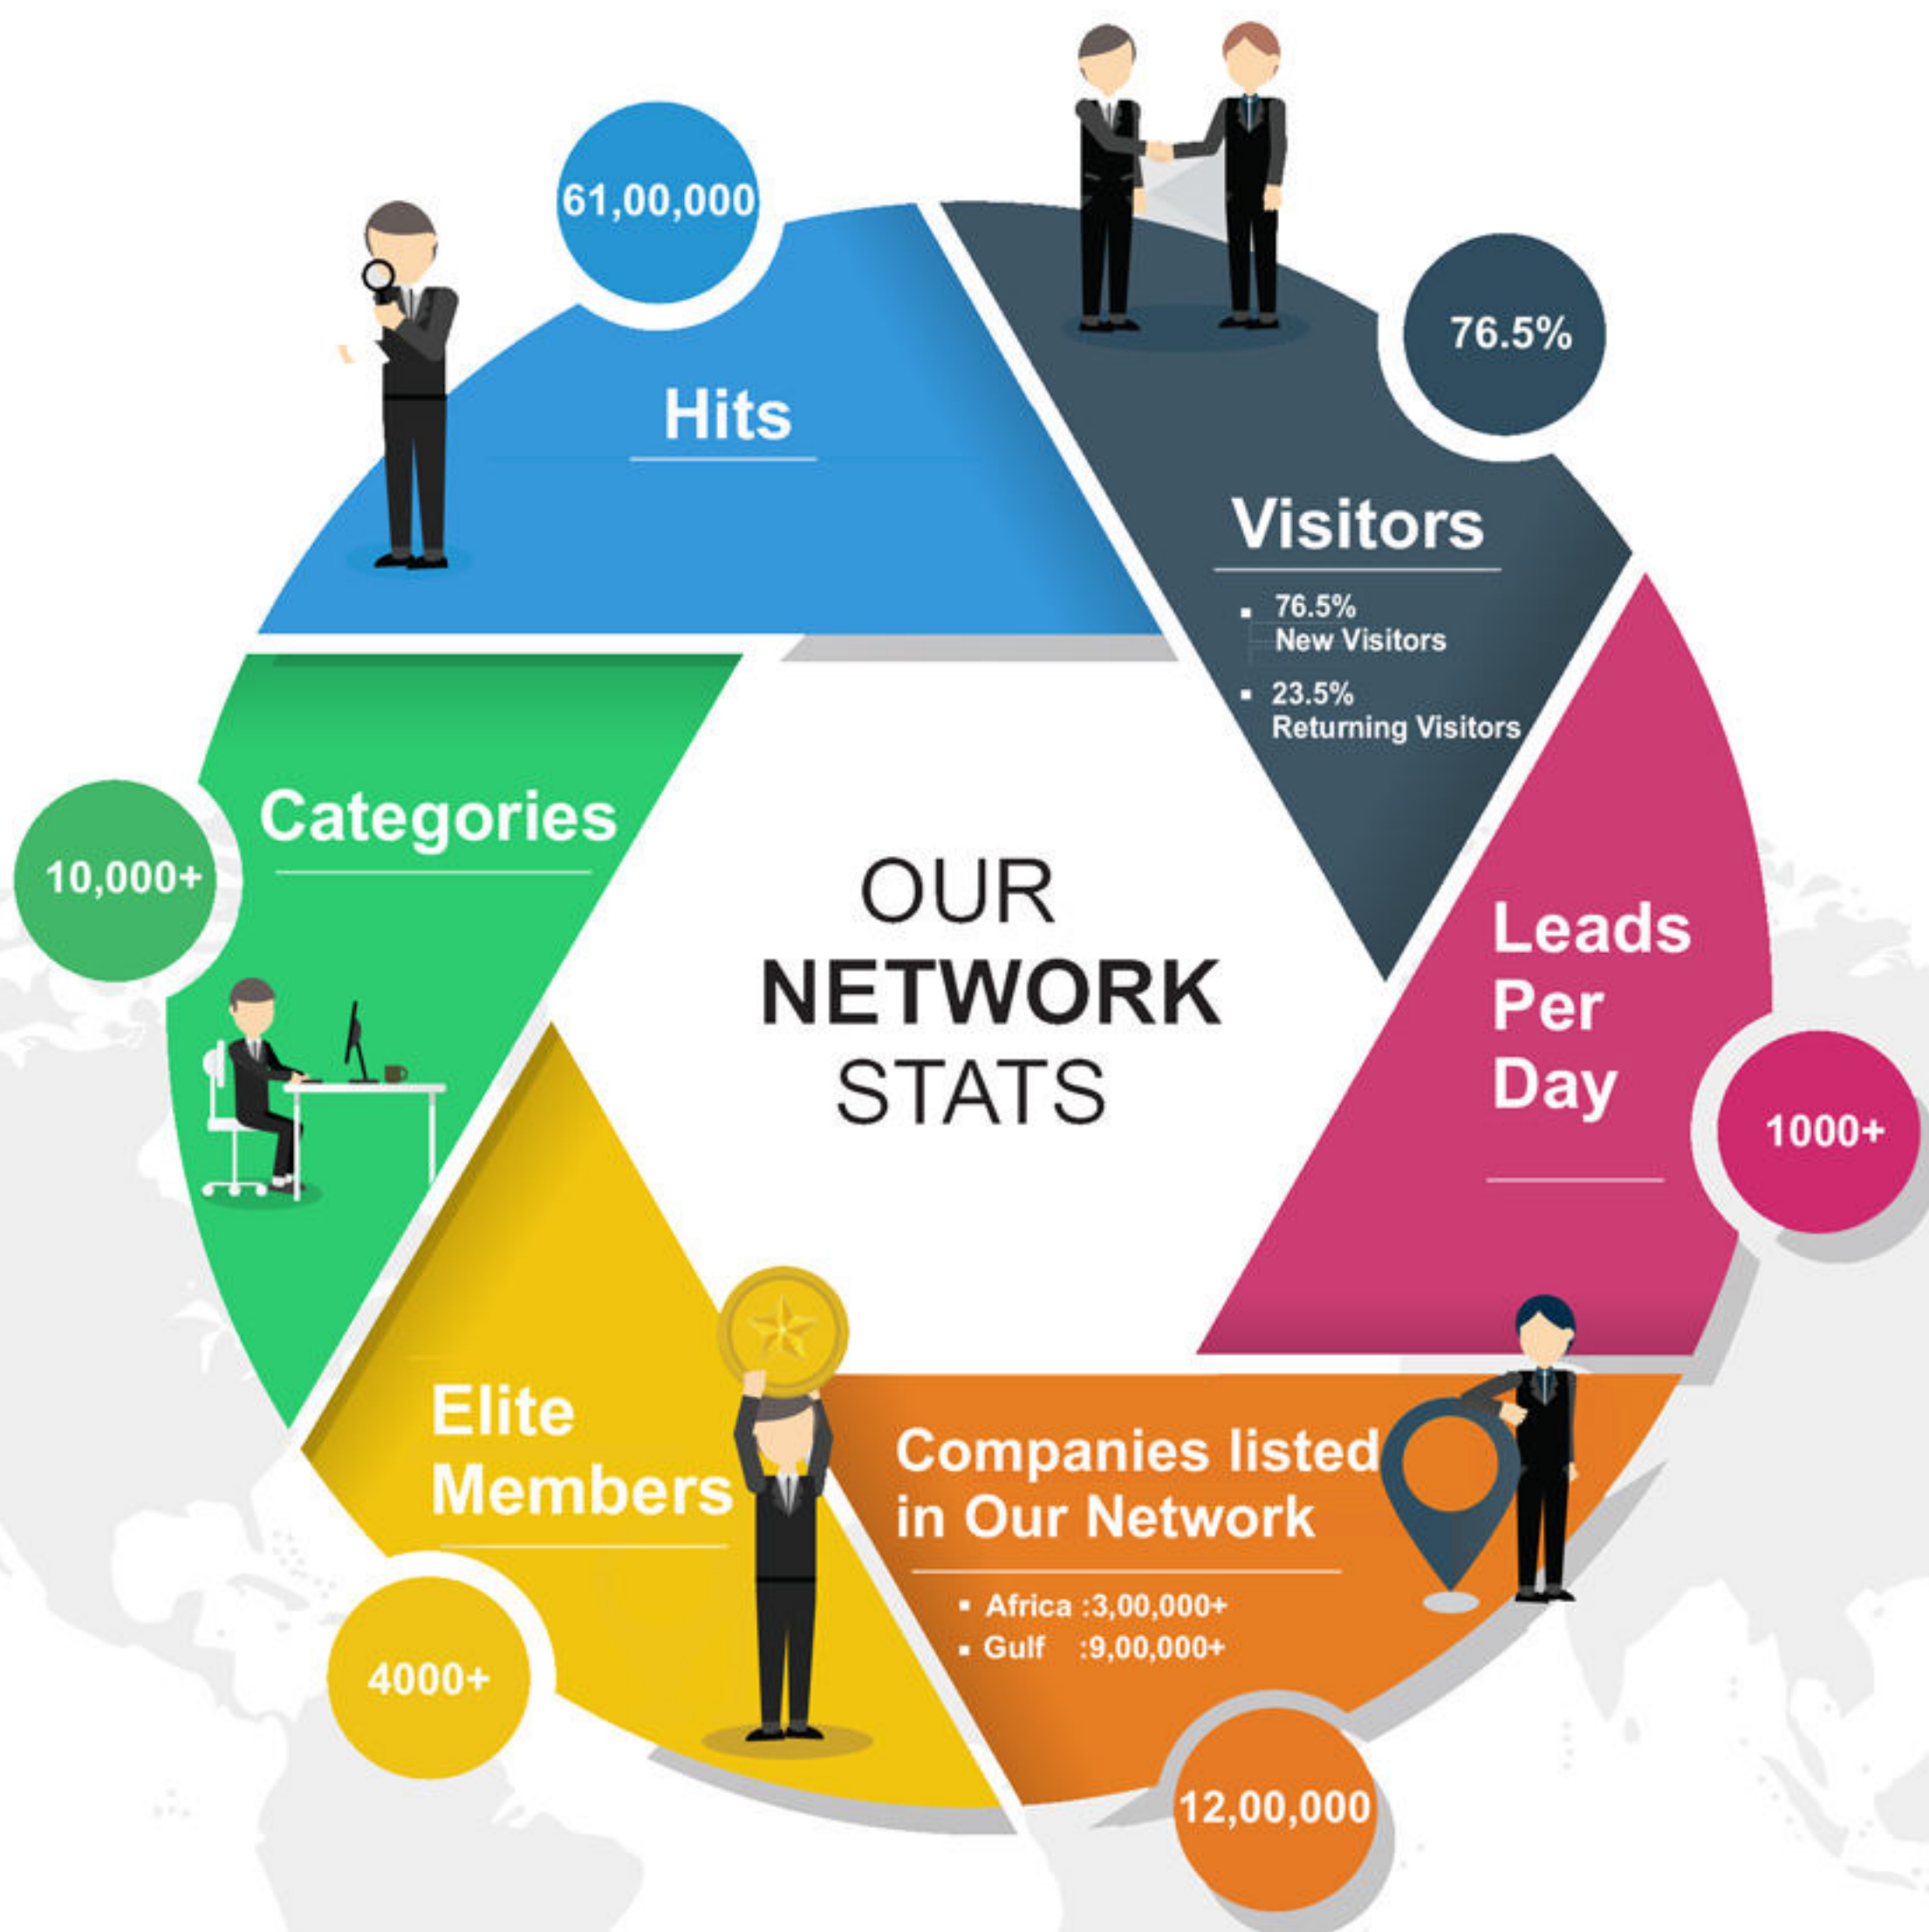 61,00,000
Hits
76.5%
Visitors
▪ 76.5%
New Visitors
▪ 23.5%
Returning Visitors
Leads
Per
Day
1000+
Companies listed
in Our Network
▪ Africa :3,00,000+
▪ Gulf :9,00,000+
12,00,000
Elite
Members
4000+
Categories
10,000+
OUR
NETWORK
STATS